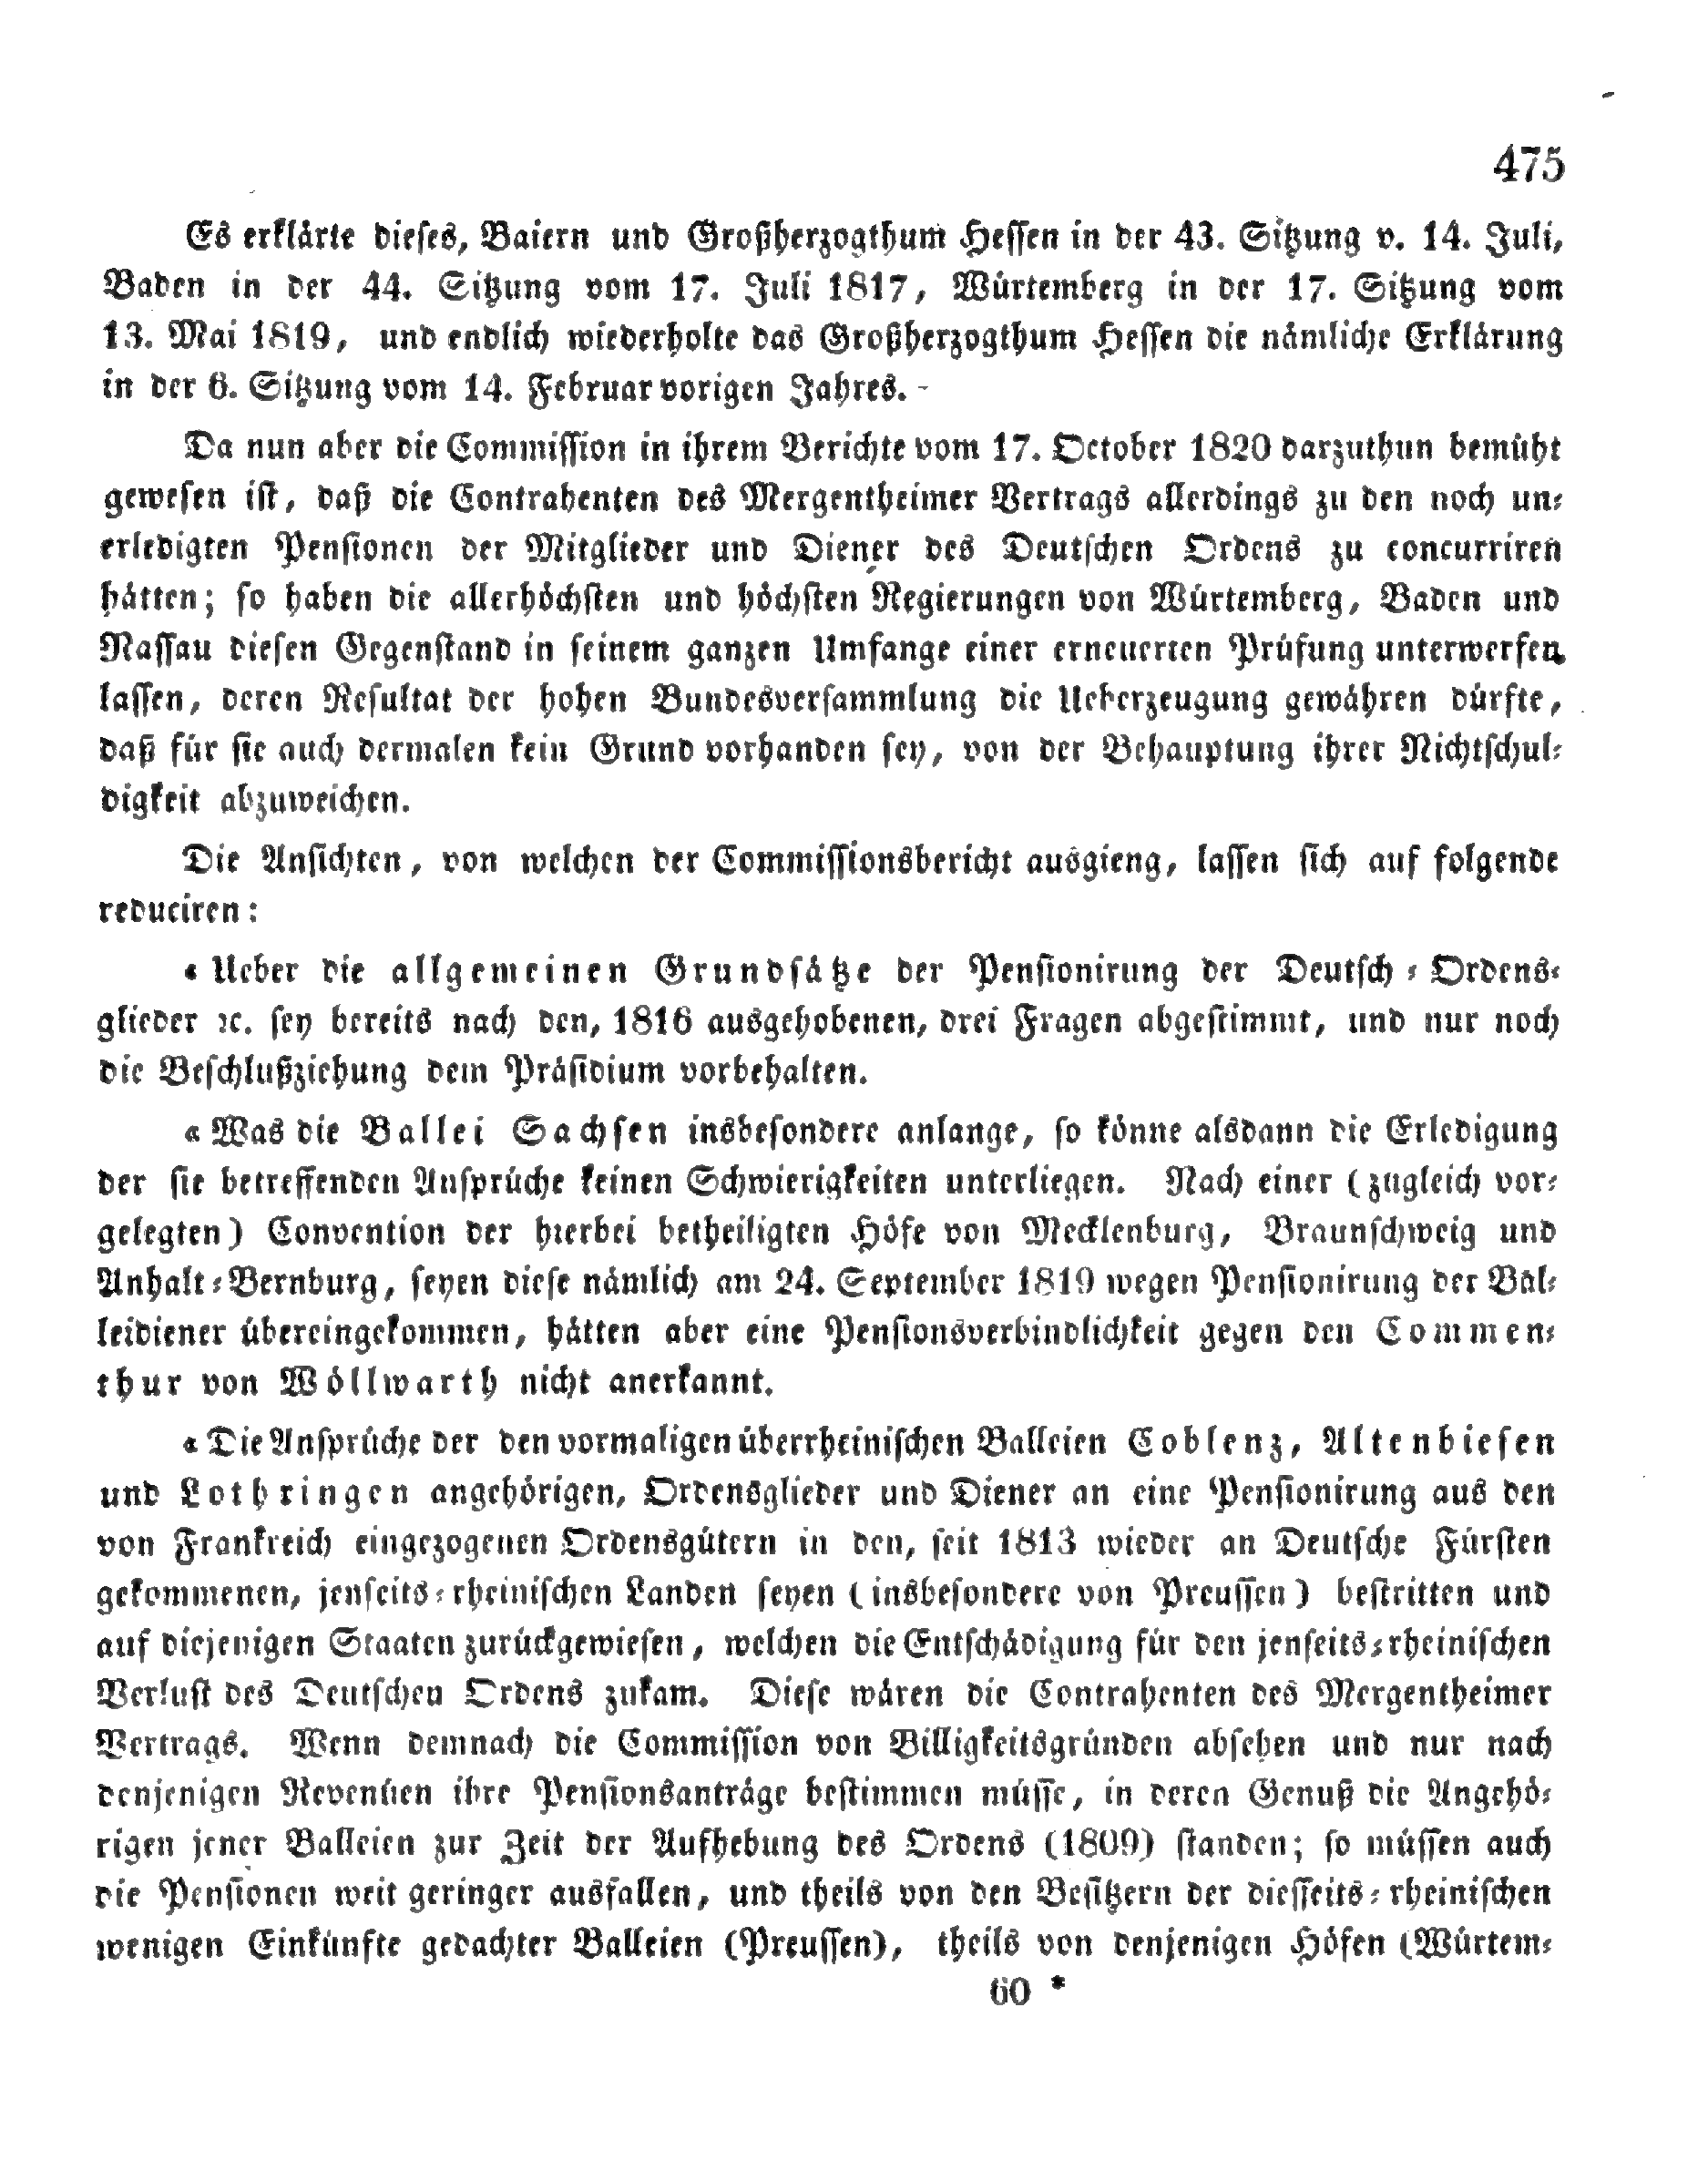 475
Es erklärte dieses, Baiern und Großherzogthum Hessen in der 43. Sitzung v. 14. Juli,
Baden in der 44. Sitzung vom 17. Juli 1817, Würtemberg in der 17. Sitzung vom
13. Mai 1819, und endlich wiederholte das Großherzogthum Hessen die nämliche Erklärung
in der 6. Sitzung vom 14. Februar vorigen Jahres.
Da nun aber die Commission in ihrem Berichte vom 17. October 1820 darzuthun bemüht
gewesen ist, daß die Contrahenten des Mergentheimer Vertrags allerdings zu den noch un-
erledigten Pensionen der Mitglieder und Diener des Deutschen Ordens zu concurriren
hätten; so haben die allerhöchsten und höchsten Regierungen von Würtemberg, Baden und
Nassau diesen Gegenstand in seinem ganzen Umfange einer erneuerten Prüfung unterwerfen
lassen, deren Resultat der hohen Bundesversammlung die Ueberzeugung gewähren dürfte,
daß für sie auch dermalen kein Grund vorhanden sey, von der Behauptung ihrer Nichtschul-
digkeit abzuweichen.
Die Ansichten, von welchen der Commissionsbericht ausgieng, lassen sich auf folgende
reduciren:
« Ueber die allgemeinen Grundsätze der Pensionirung der Deutsch-Ordens-
glieder ꝛc. sey bereits nach den, 1816 ausgehobenen, drei Fragen abgestimmt, und nur noch
die Beschlußziehung dem Präsidium vorbehalten.
« Was die Ballei Sachsen insbesondere anlange, so könne alsdann die Erledigung
der sie betreffenden Ansprüche keinen Schwierigkeiten unterliegen. Nach einer (zugleich vor-
gelegten) Convention der hierbei betheiligten Höfe von Mecklenburg, Braunschweig und
Anhalt-Bernburg, seyen diese nämlich am 24. September 1819 wegen Pensionirung der Bal-
leidiener übereingekommen, hätten aber eine Pensionsverbindlichkeit gegen den Commen-
thur von Wöllwarth nicht anerkannt.
« Die Ansprüche der den vormaligen überrheinischen Balleien Coblenz, Altenbiesen
und Lothringen angehörigen, Ordensglieder und Diener an eine Pensionirung aus den
von Frankreich eingezogenen Ordensgütern in den, seit 1813 wieder an Deutsche Fürsten
gekommenen, jenseits-rheinischen Landen seyen (insbesondere von Preussen) bestritten und
auf diejenigen Staaten zurückgewiesen, welchen die Entschädigung für den jenseits-rheinischen
Verlust des Deutschen Ordens zukam. Diese wären die Contrahenten des Mergentheimer
Vertrags. Wenn demnach die Commission von Billigkeitsgründen absehen und nur nach
denjenigen Revenüen ihre Pensionsanträge bestimmen müsse, in deren Genuß die Angehö-
rigen jener Balleien zur Zeit der Aufhebung des Ordens (1809) standen; so müssen auch
die Pensionen weit geringer ausfallen, und theils von den Besitzern der diesseits-rheinischen
wenigen Einkünfte gedachter Balleien (Preussen), theils von denjenigen Höfen (Würtem-
60 *